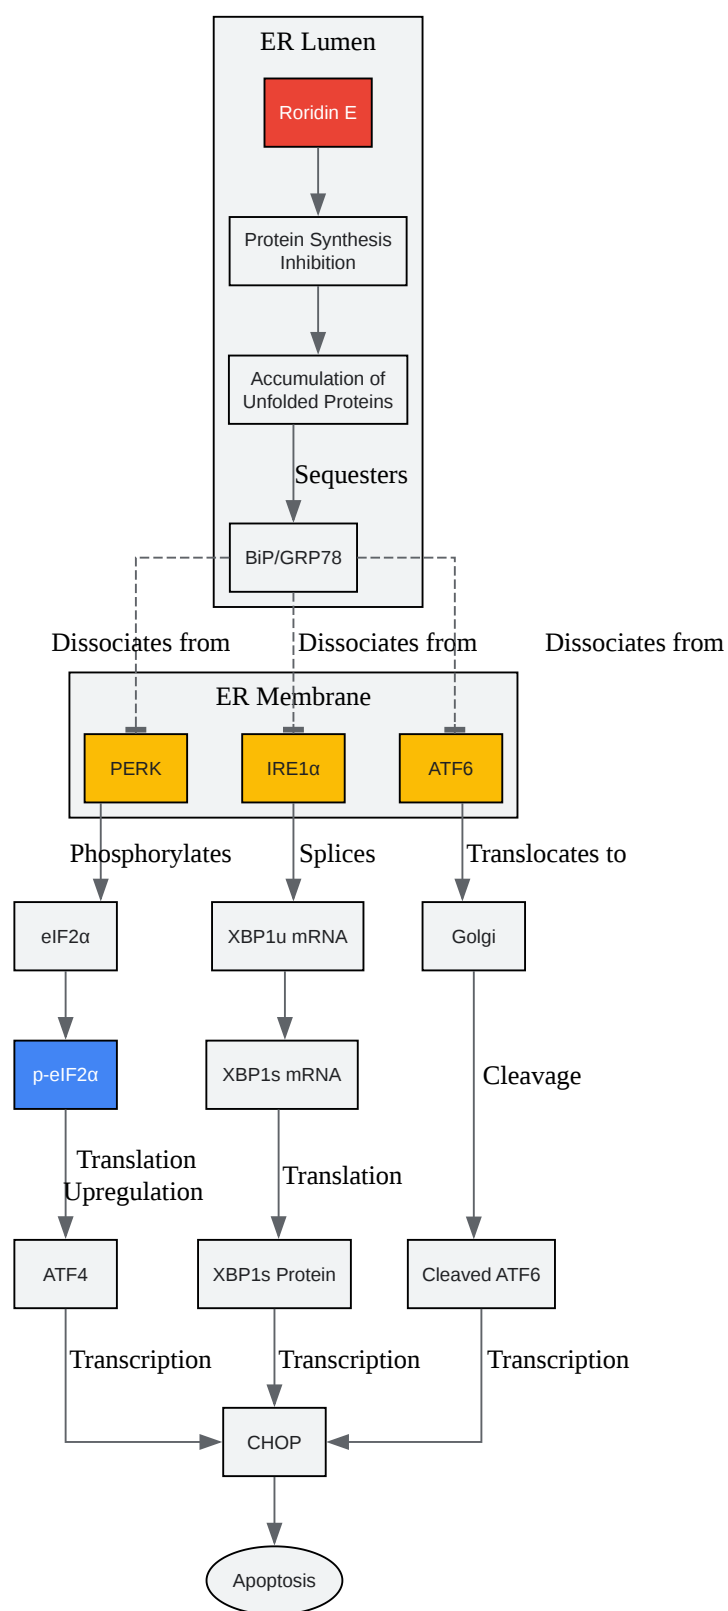 ER Lumen
Roridin E
Protein Synthesis
Inhibition
Accumulation of
Unfolded Proteins
Sequesters
BiP/GRP78
Dissociates from
Dissociates from
Dissociates from
ER Membrane
PERK
IRE1α
ATF6
Phosphorylates
Splices
Translocates to
eIF2α
XBP1u mRNA
Golgi
p-eIF2α
XBP1s mRNA
Cleavage
Translation
Upregulation
Translation
ATF4
XBP1s Protein
Cleaved ATF6
Transcription
Transcription
Transcription
CHOP
Apoptosis